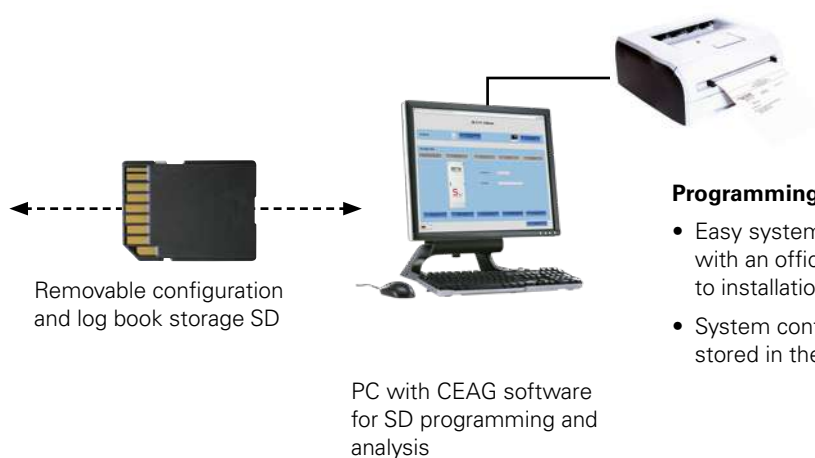 Programming
• Easy system
with an offic
to installatio
• System con
stored in the
Removable configuration
and log book storage SD
PC with CEAG software
for SD programming and
analysis